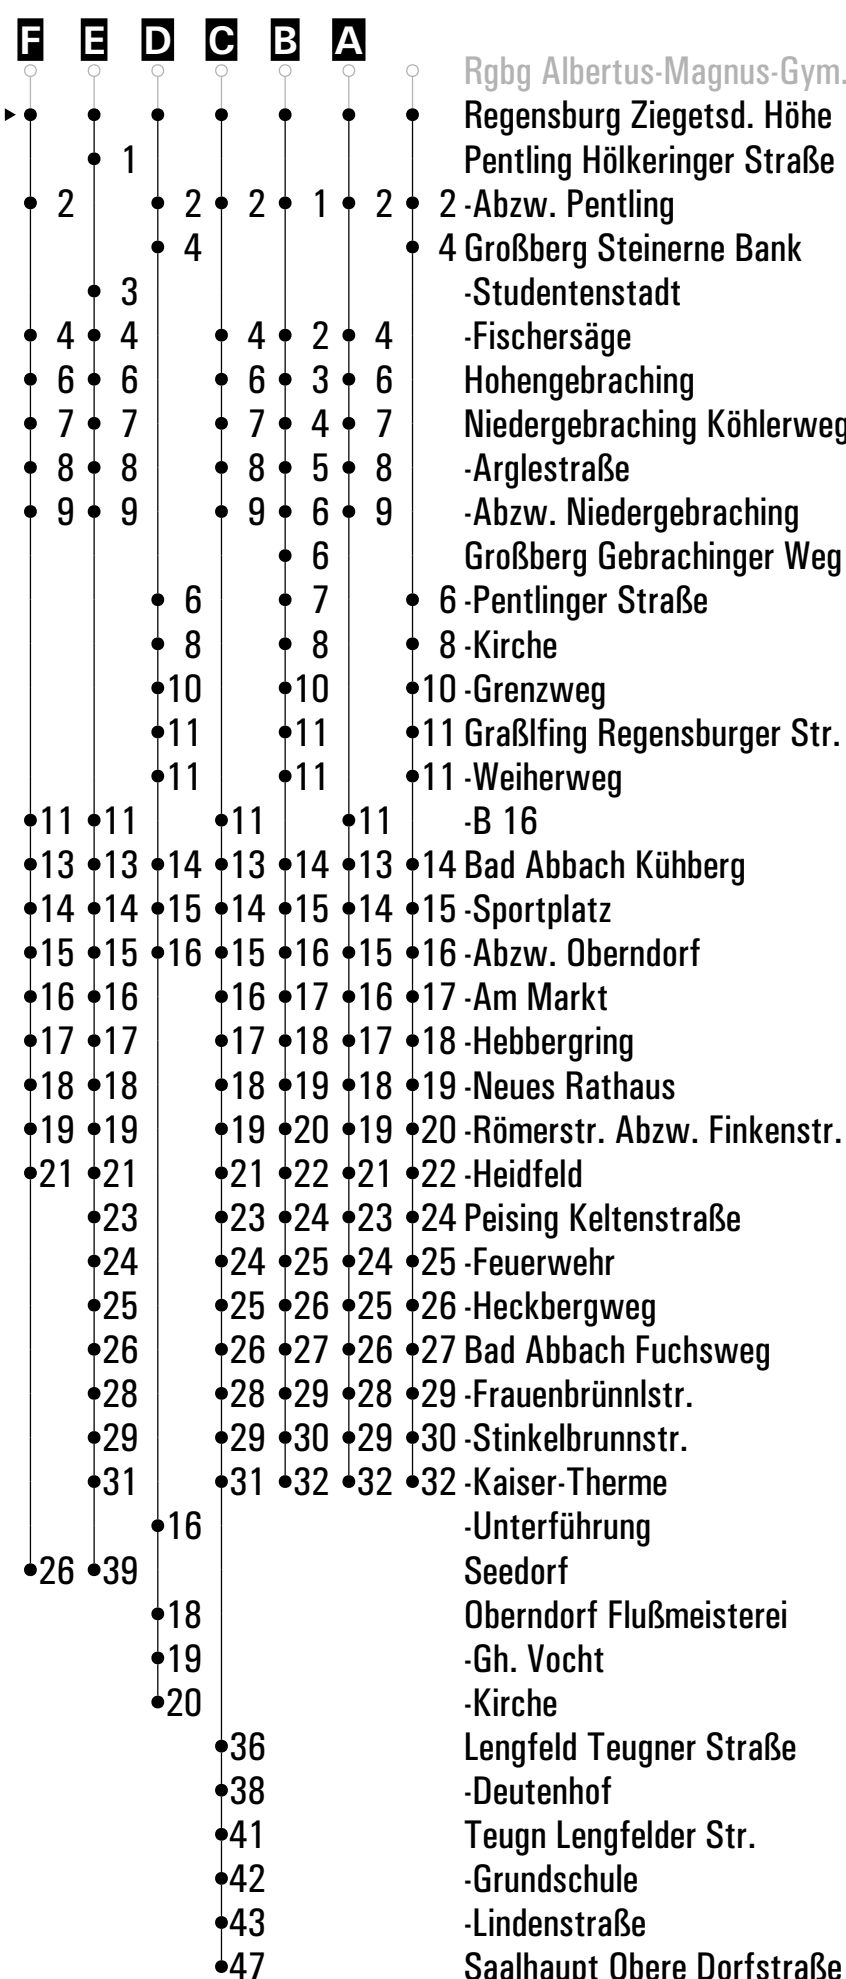 F E D C B A
Rgbg Albertus-Magnus-Gym.
Regensburg Ziegetsd. Höhe
1 Pentling Hölkeringer Straße
2 2 2 1 2 2 -Abzw. Pentling
4 4 Großberg Steinerne Bank
3 -Studentenstadt
4 4 4 2 4 -Fischersäge
6 6 6 3 6 Hohengebraching
7 7 7 4 7 Niedergebraching Köhlerweg
8 8 8 5 8 -Arglestraße
9 9 9 6 9 -Abzw. Niedergebraching
6 Großberg Gebrachinger Weg
6 7 6 -Pentlinger Straße
8 8 8 -Kirche
10 10 10 -Grenzweg
11 11 11 Graßlfing Regensburger Str.
11 11 11 -Weiherweg
11 11 11 11 -B 16
13 13 14 13 14 13 14 Bad Abbach Kühberg
14 14 15 14 15 14 15 -Sportplatz
15 15 16 15 16 15 16 -Abzw. Oberndorf
16 16 16 17 16 17 -Am Markt
17 17 17 18 17 18 -Hebbergring
18 18 18 19 18 19 -Neues Rathaus
19 19 19 20 19 20 -Römerstr. Abzw. Finkenstr.
21 21 21 22 21 22 -Heidfeld
23 23 24 23 24 Peising Keltenstraße
24 24 25 24 25 -Feuerwehr
25 25 26 25 26 -Heckbergweg
26 26 27 26 27 Bad Abbach Fuchsweg
28 28 29 28 29 -Frauenbrünnlstr.
29 29 30 29 30 -Stinkelbrunnstr.
31 31 32 32 32 -Kaiser-Therme
16 -Unterführung
26 39 Seedorf
18 Oberndorf Flußmeisterei
19 -Gh. Vocht
20 -Kirche
36 Lengfeld Teugner Straße
38 -Deutenhof
41 Teugn Lengfelder Str.
42 -Grundschule
43 -Lindenstraße
47 Saalhaupt Obere Dorfstraße